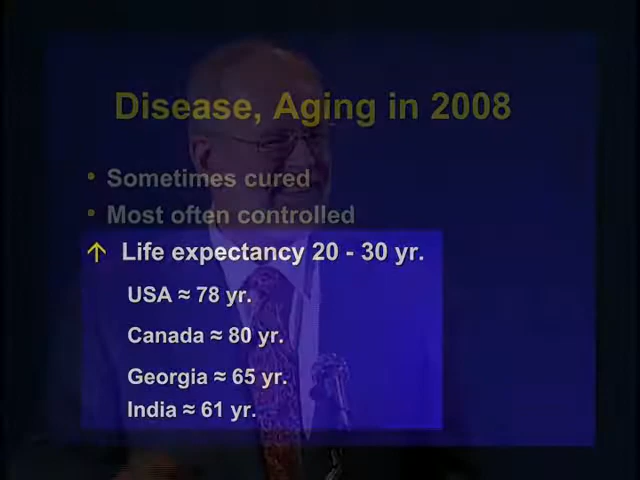 Disease, Aging in 2008
• Sometimes cured
• Most often controlled
↑ Life expectancy 20 - 30 yr.
USA ≈ 78 yr.
Canada ≈ 80 yr.
Georgia ≈ 65 yr.
India ≈ 61 yr.